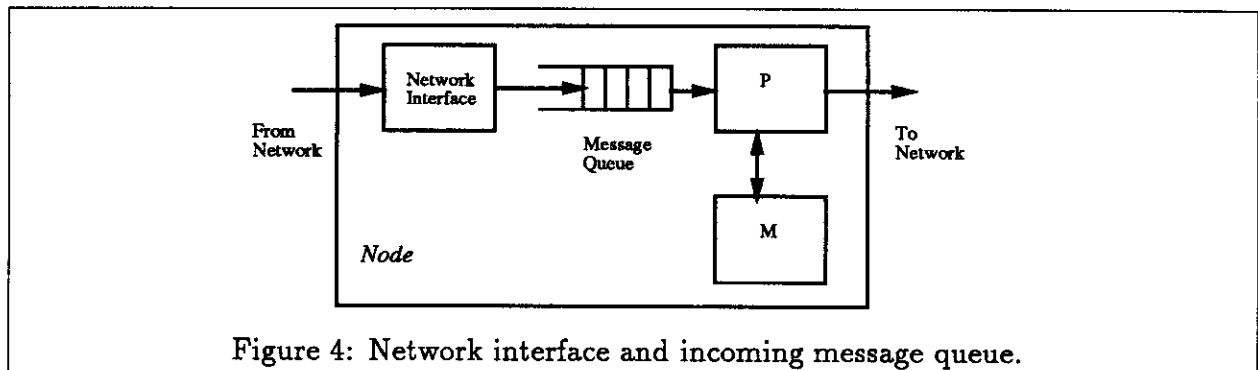 Network
Interface
P
From
Network
Message
Queue
To
Network
M
Node
Figure 4: Network interface and incoming message queue.